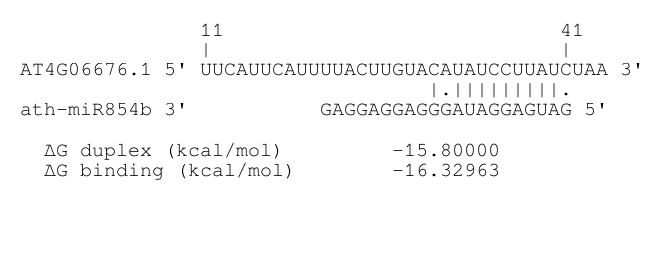 11 41
| |
AT4G06676.1 5' UUCAUUCAUUUUACUUGUACAUAUCCUUAUCUAA 3'
|.|||||||||.
ath-miR854b 3' GAGGAGGAGGGAUAGGAGUAG 5'
ΔG duplex (kcal/mol) -15.80000
ΔG binding (kcal/mol) -16.32963